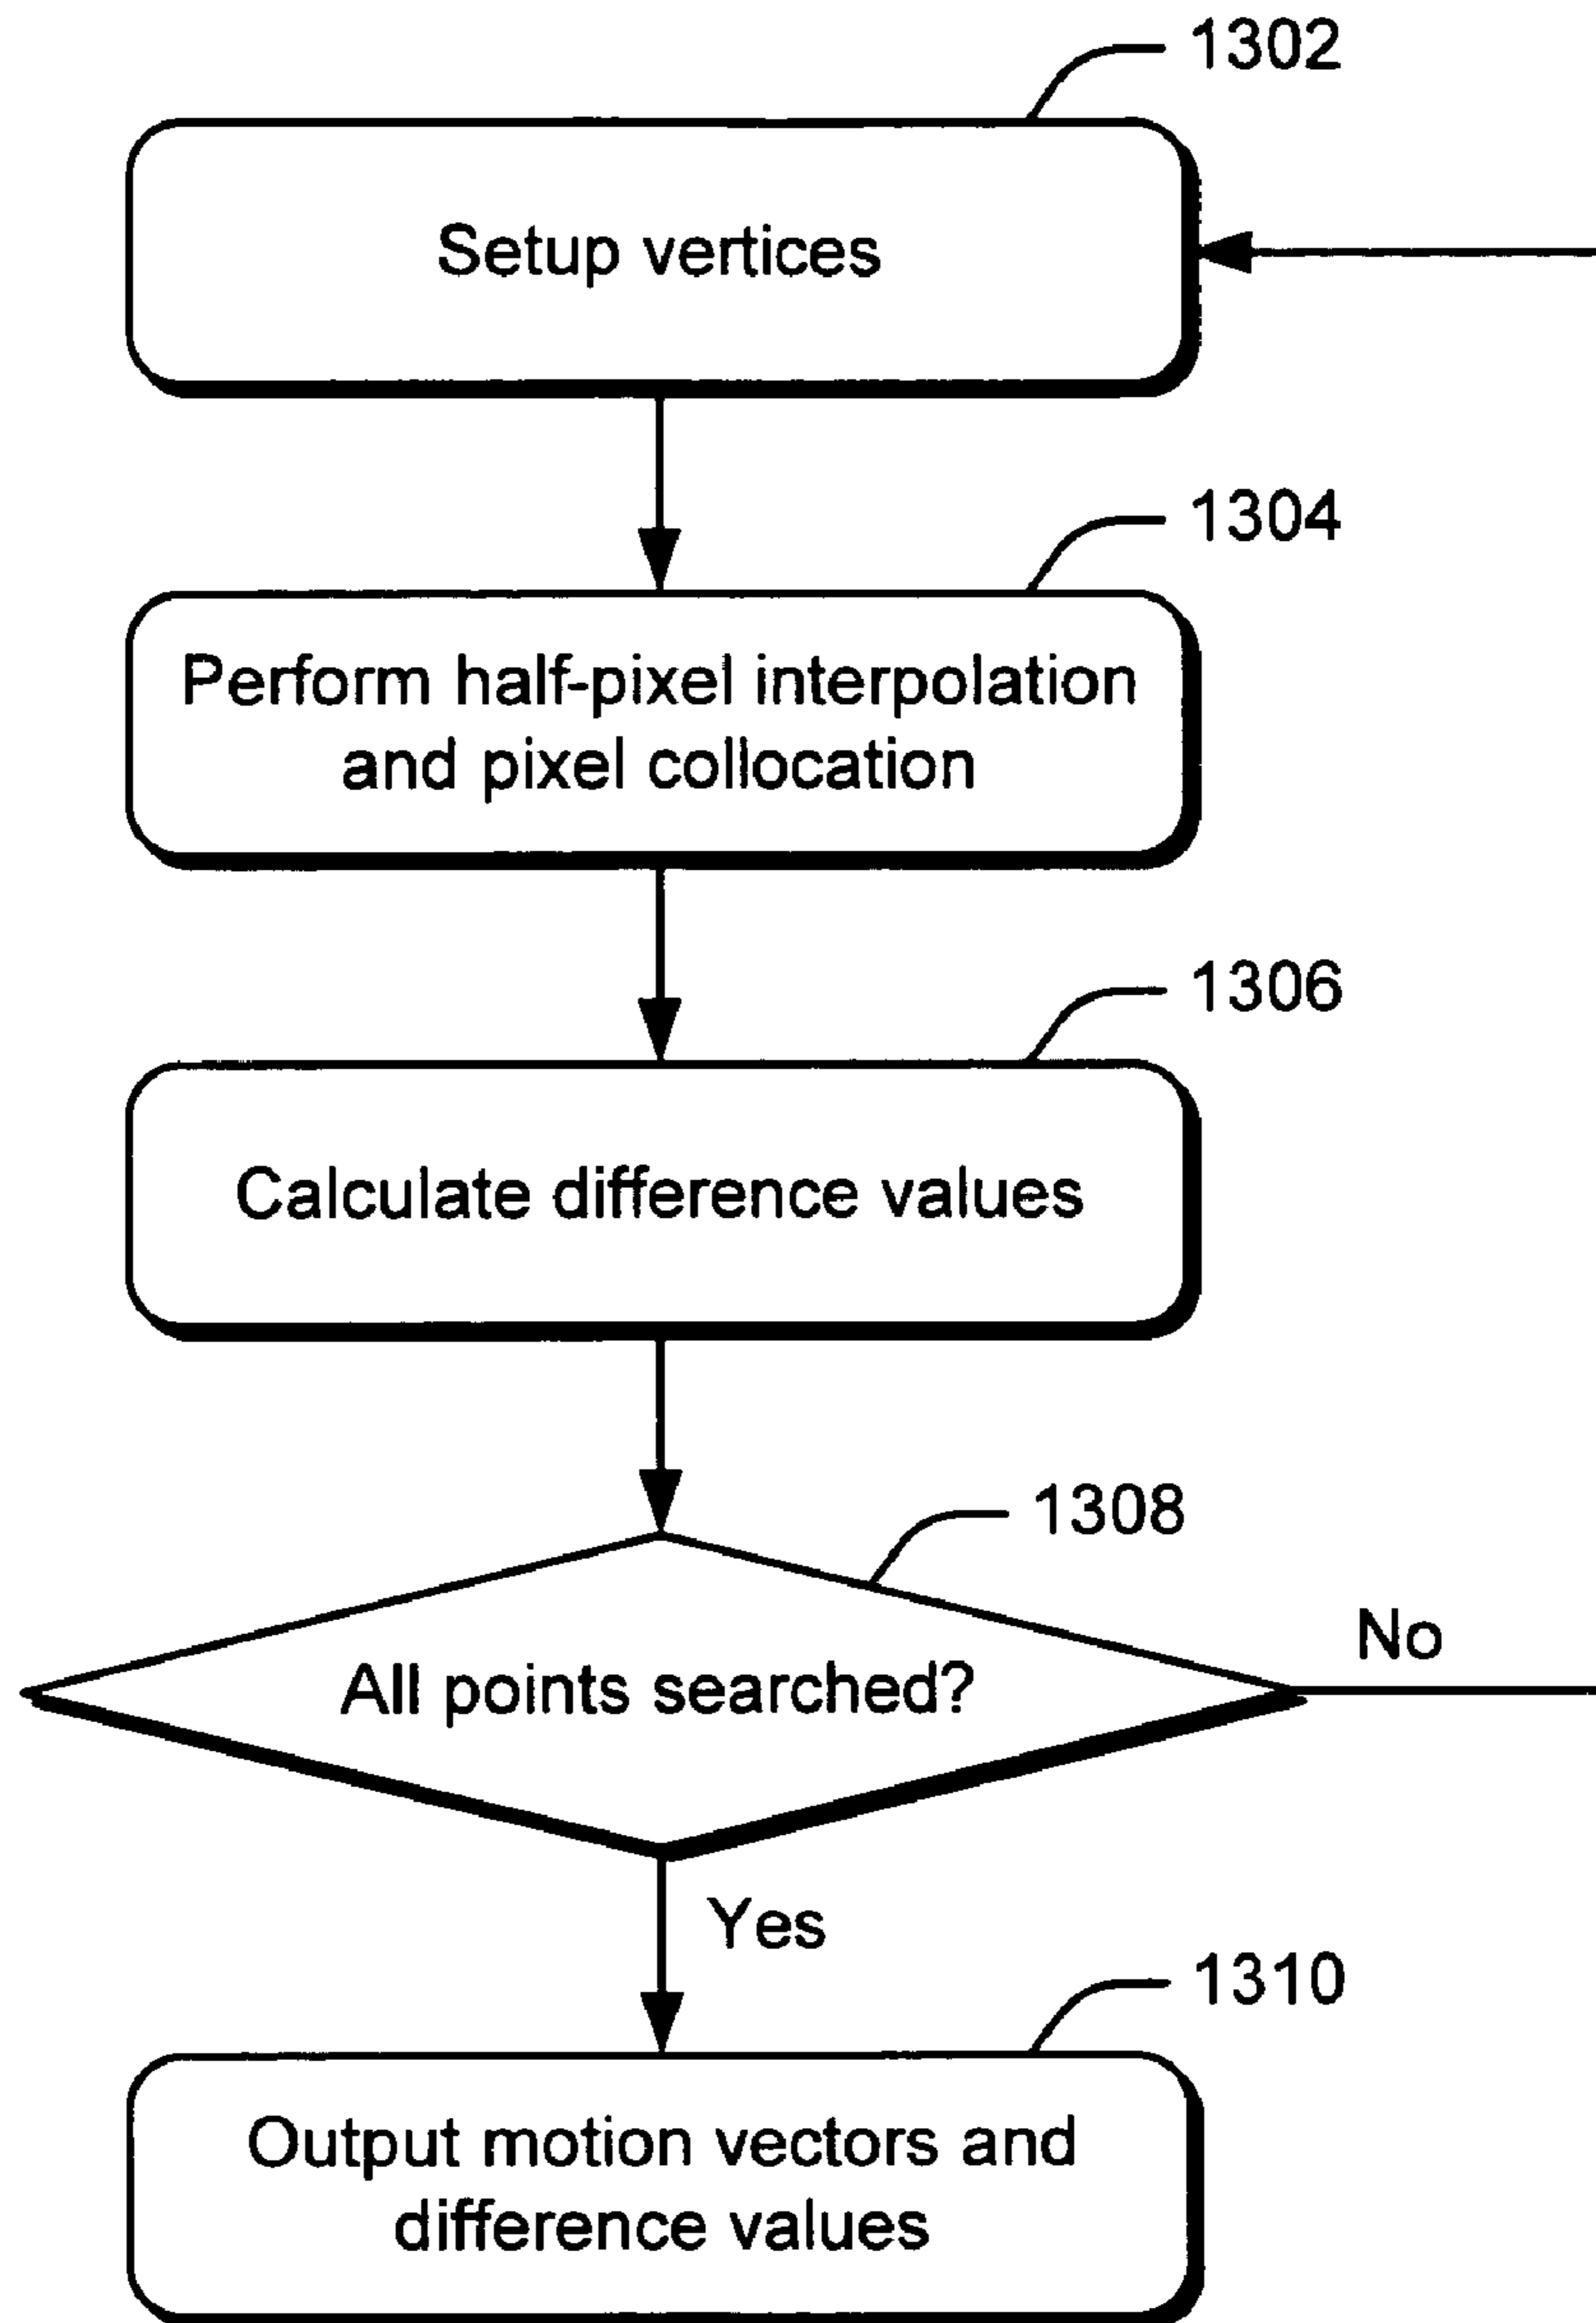 1302
Setup vertices
1304
Perform half-pixel interpolation
and pixel collocation
1306
Calculate difference values
1308
All points searched?
No
Yes
1310
Output motion vectors and
difference values